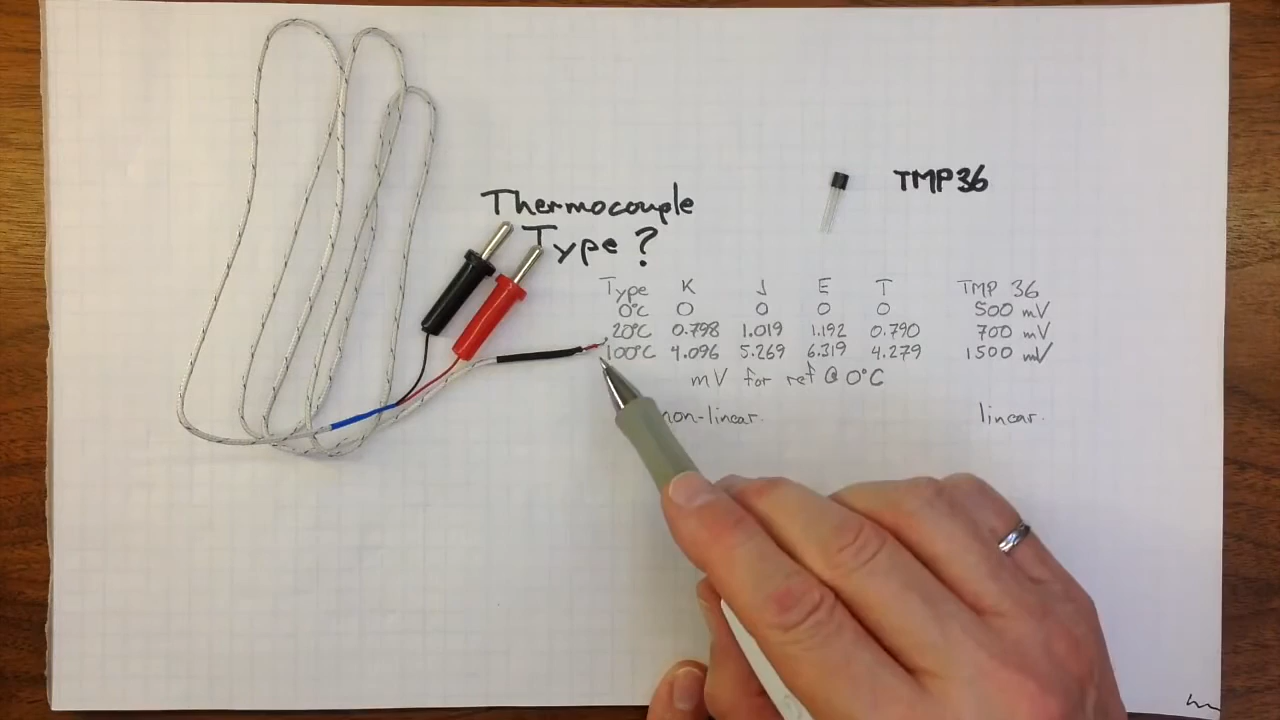 TMP36
Thermocouple
Type ?
Type K J E T TMP 36
0°C 0 0 0 0 500 mV
20°C 0.798 1.019 1.192 0.790 700 mV
100°C 4.096 5.269 6.319 4.279 1500 mV
mV for ref @ 0°C
non-linear. linear.